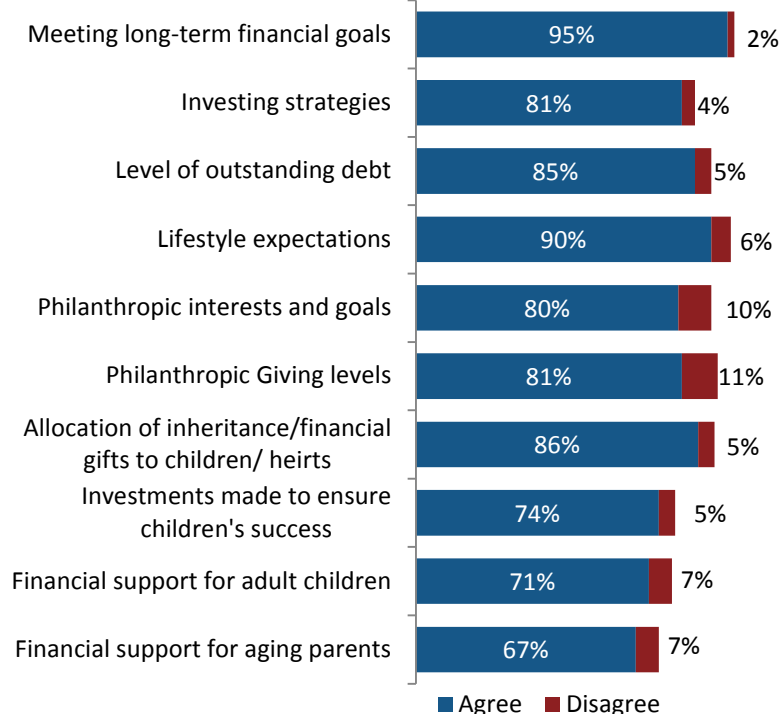 Meeting long-term financial goals 95% 2%
Investing strategies 81% 4%
Level of outstanding debt 85% 5%
Lifestyle expectations 90% 6%
Philanthropic interests and goals 80% 10%
Philanthropic Giving levels 81% 11%
Allocation of inheritance/financial
gifts to children/ heirts 86% 5%
Investments made to ensure
children's success 74% 5%
Financial support for adult children 71% 7%
Financial support for aging parents 67% 7%
Agree Disagree